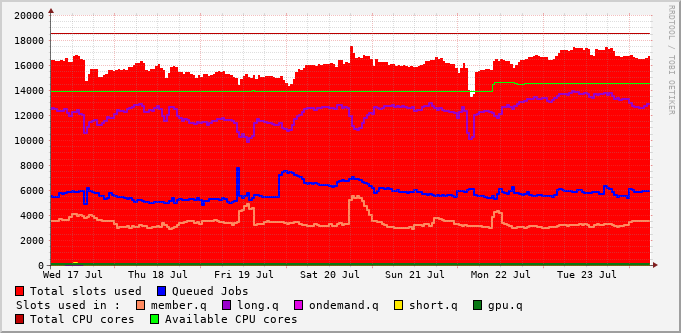 20000
18000
16000
14000
12000
10000
8000
6000
4000
2000
0
Wed 17 Jul Thu 18 Jul Fri 19 Jul Sat 20 Jul Sun 21 Jul Mon 22 Jul Tue 23 Jul
Total slots used Queued Jobs
Slots used in : member.q long.q ondemand.q short.q gpu.q
Total CPU cores Available CPU cores
RRDTOOL / TOBI OETIKER